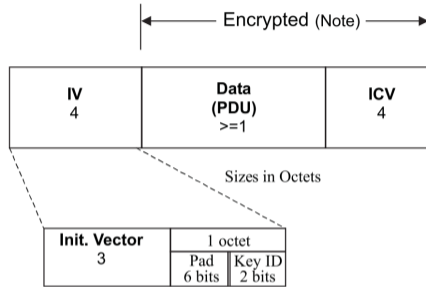 Encrypted (Note)
IV
4
Data
(PDU)
>=1
ICV
4
Sizes in Octets
Init. Vector
3
1 octet
Pad
6 bits
Key ID
2 bits